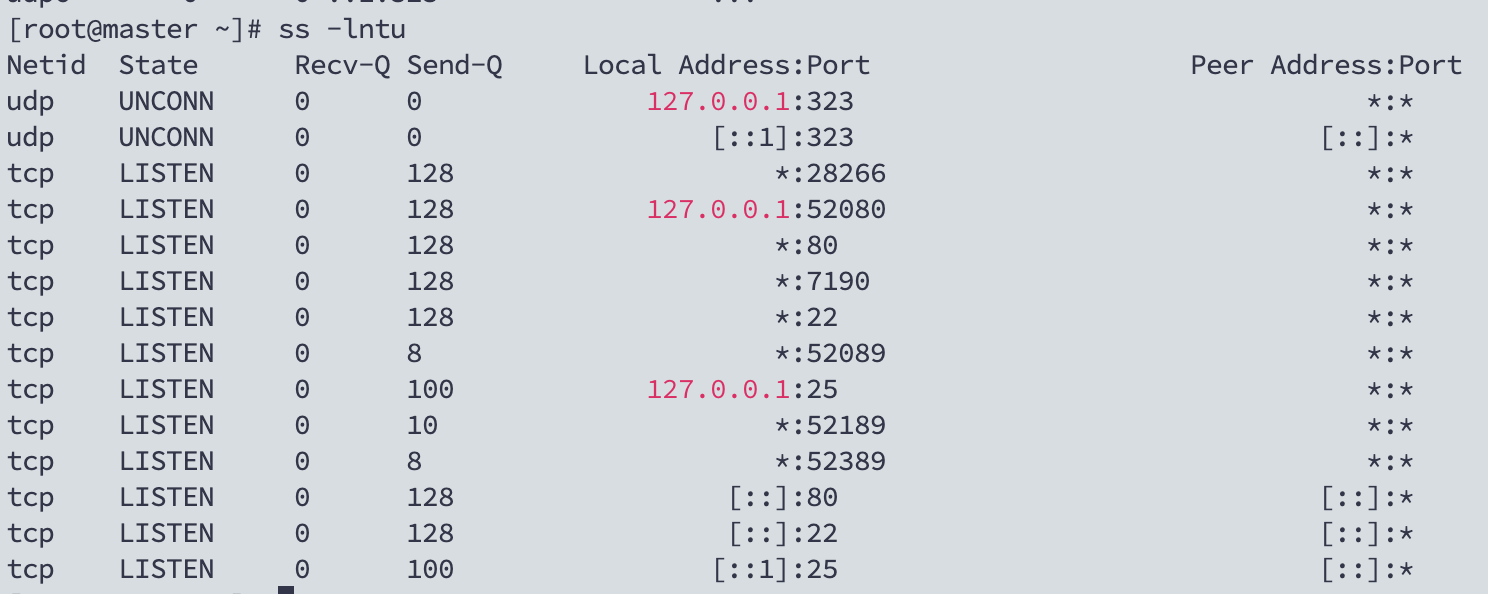 [root@master ~]# ss -lntu
Netid State Recv-Q Send-Q Local Address:Port Peer Address:Port
udp UNCONN 0 0 127.0.0.1:323 *:*
udp UNCONN 0 0 [::1]:323 [::]:*
tcp LISTEN 0 128 *:28266 *:*
tcp LISTEN 0 128 127.0.0.1:52080 *:*
tcp LISTEN 0 128 *:80 *:*
tcp LISTEN 0 128 *:7190 *:*
tcp LISTEN 0 128 *:22 *:*
tcp LISTEN 0 8 *:52089 *:*
tcp LISTEN 0 100 127.0.0.1:25 *:*
tcp LISTEN 0 10 *:52189 *:*
tcp LISTEN 0 8 *:52389 *:*
tcp LISTEN 0 128 [::]:80 [::]:*
tcp LISTEN 0 128 [::]:22 [::]:*
tcp LISTEN 0 100 [::1]:25 [::]:*